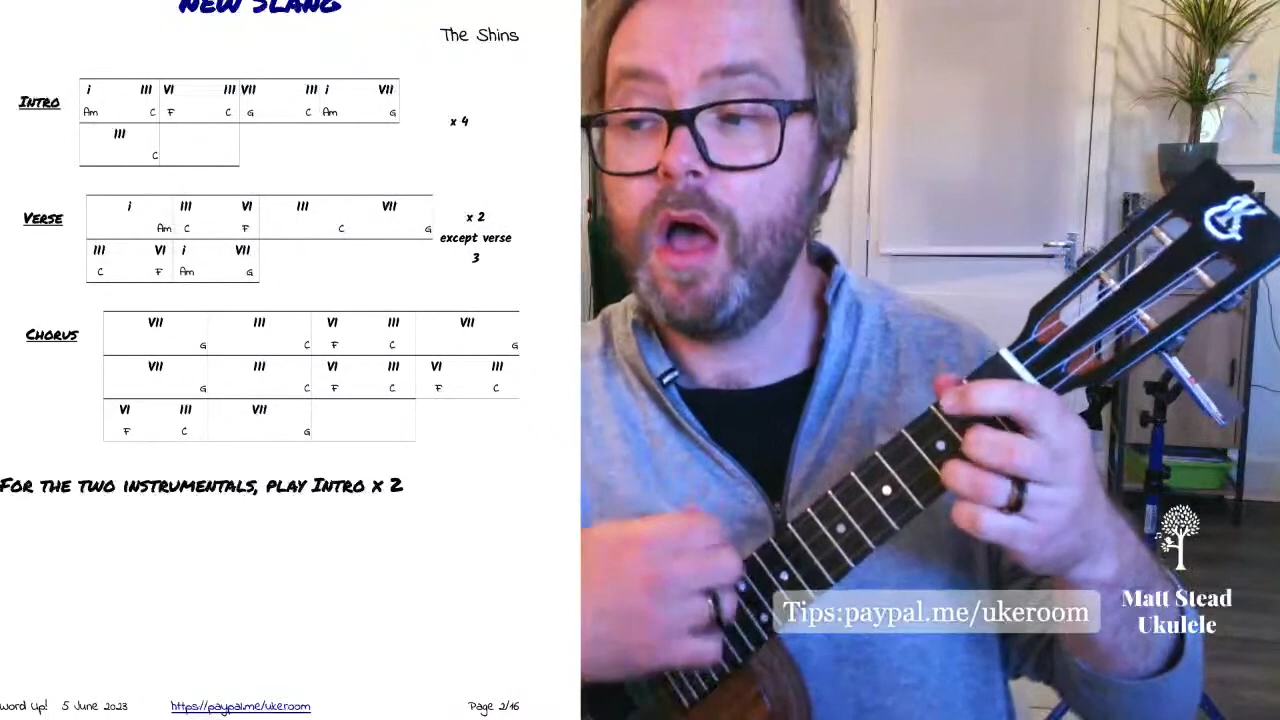 NEW SLANG
The Shins
INTRO
i III VI III VII III i VII
Am C F C G C Am G
x 4
III
C
VERSE
i III VI III VII
Am C F C G
x 2
except verse
3
III VI i VII
C F Am G
CHORUS
VII III VI III VII
G C F C G
VII III VI III VI III
G C F C F C
VI III VII
F C G
FOR THE TWO INSTRUMENTALS, PLAY INTRO x 2
Word Up! 5 June 2023 https://paypal.me/ukeroom Page 2/16
K
Tips:paypal.me/ukeroom
Matt Stead
Ukulele